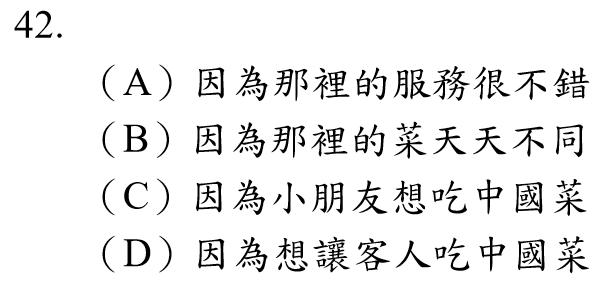 42.
（A）因為那裡的服務很不錯
（B）因為那裡的菜天天不同
（C）因為小朋友想吃中國菜
（D）因為想讓客人吃中國菜